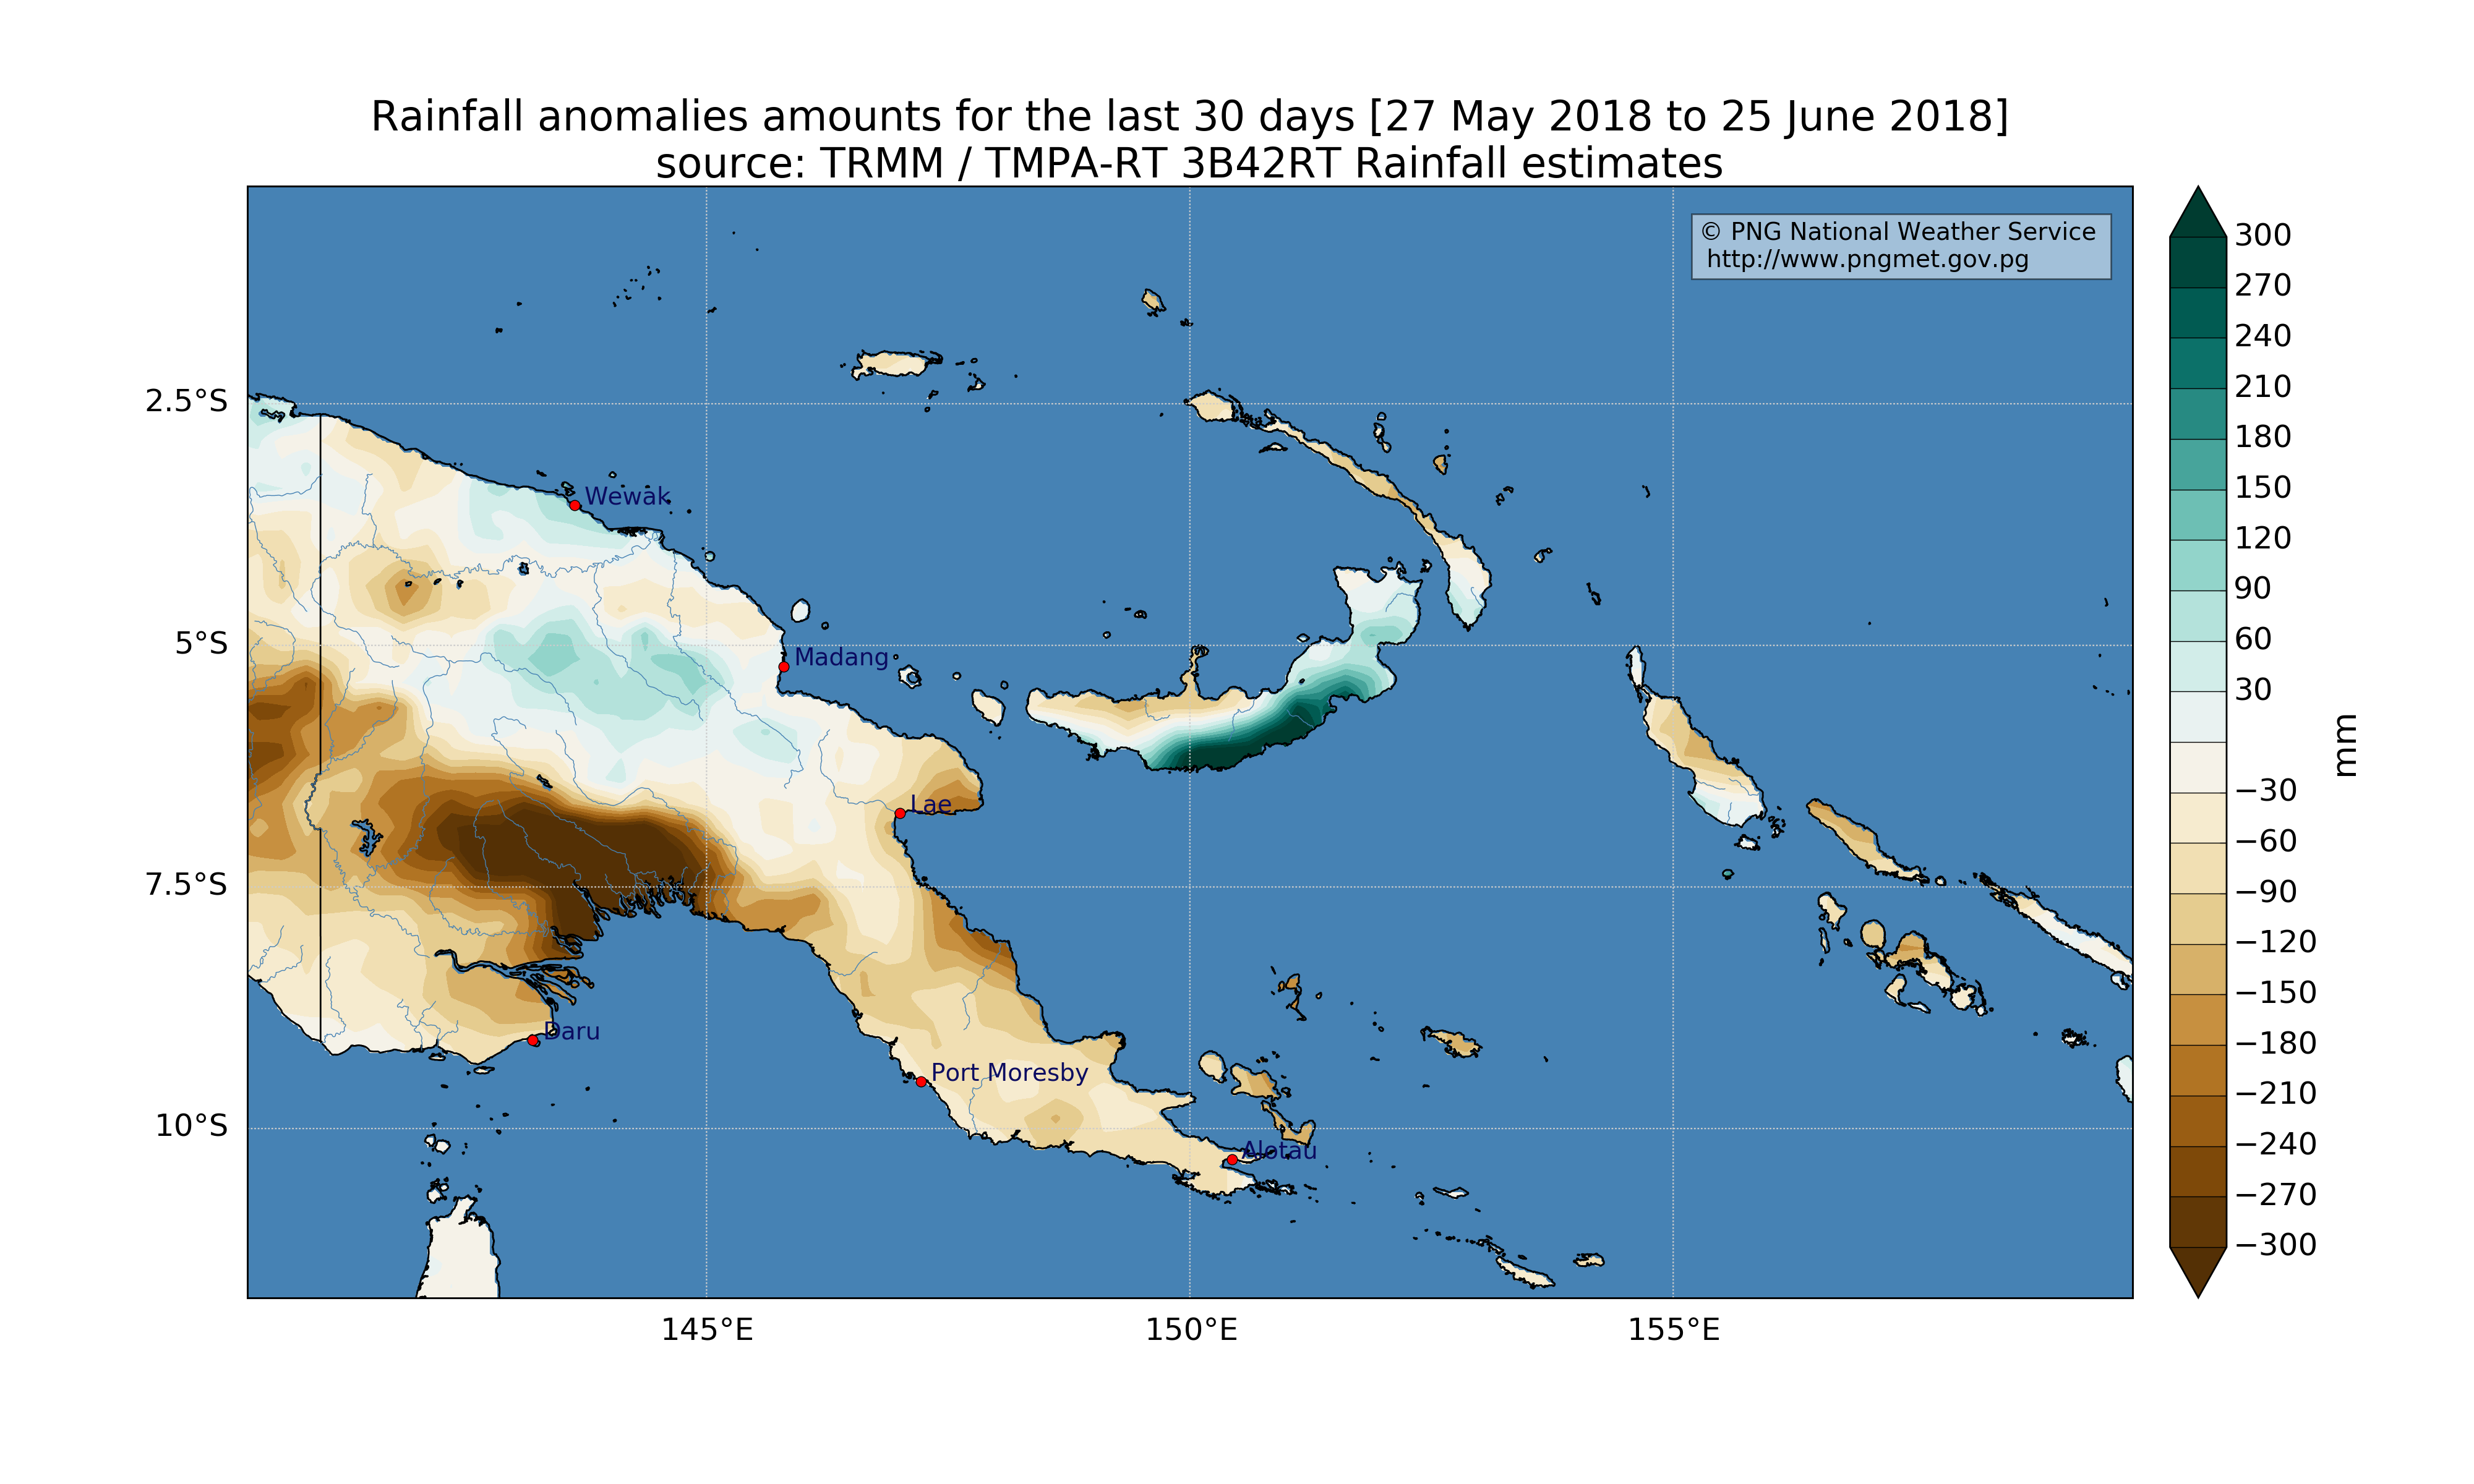 Rainfall anomalies amounts for the last 30 days [27 May 2018 to 25 June 2018]
source: TRMM / TMPA-RT 3B42RT Rainfall estimates
© PNG National Weather Service
http://www.pngmet.gov.pg
2.5°S
5°S
7.5°S
10°S
145°E
150°E
155°E
Wewak
Madang
Lae
Daru
Port Moresby
Alotau
300
270
240
210
180
150
120
90
60
30
−30
−60
−90
−120
−150
−180
−210
−240
−270
−300
mm